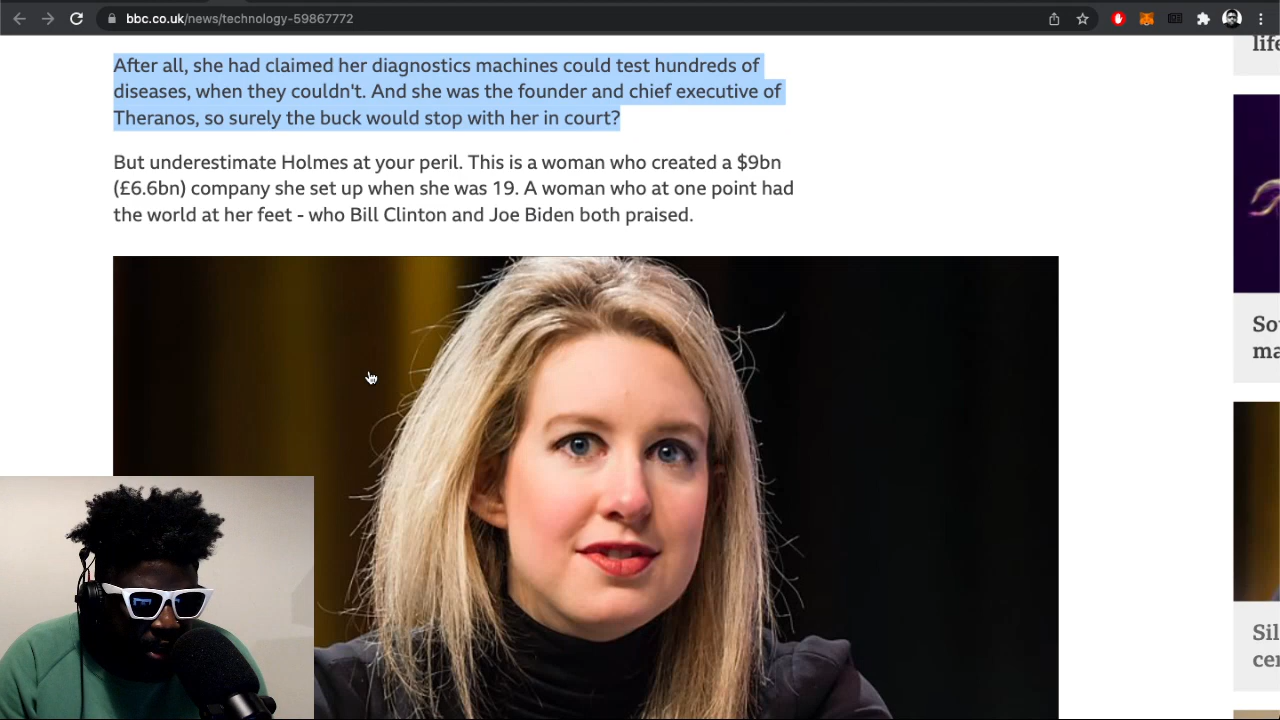 bbc.co.uk/news/technology-59867772
After all, she had claimed her diagnostics machines could test hundreds of
diseases, when they couldn't. And she was the founder and chief executive of
Theranos, so surely the buck would stop with her in court?
But underestimate Holmes at your peril. This is a woman who created a $9bn
(£6.6bn) company she set up when she was 19. A woman who at one point had
the world at her feet - who Bill Clinton and Joe Biden both praised.